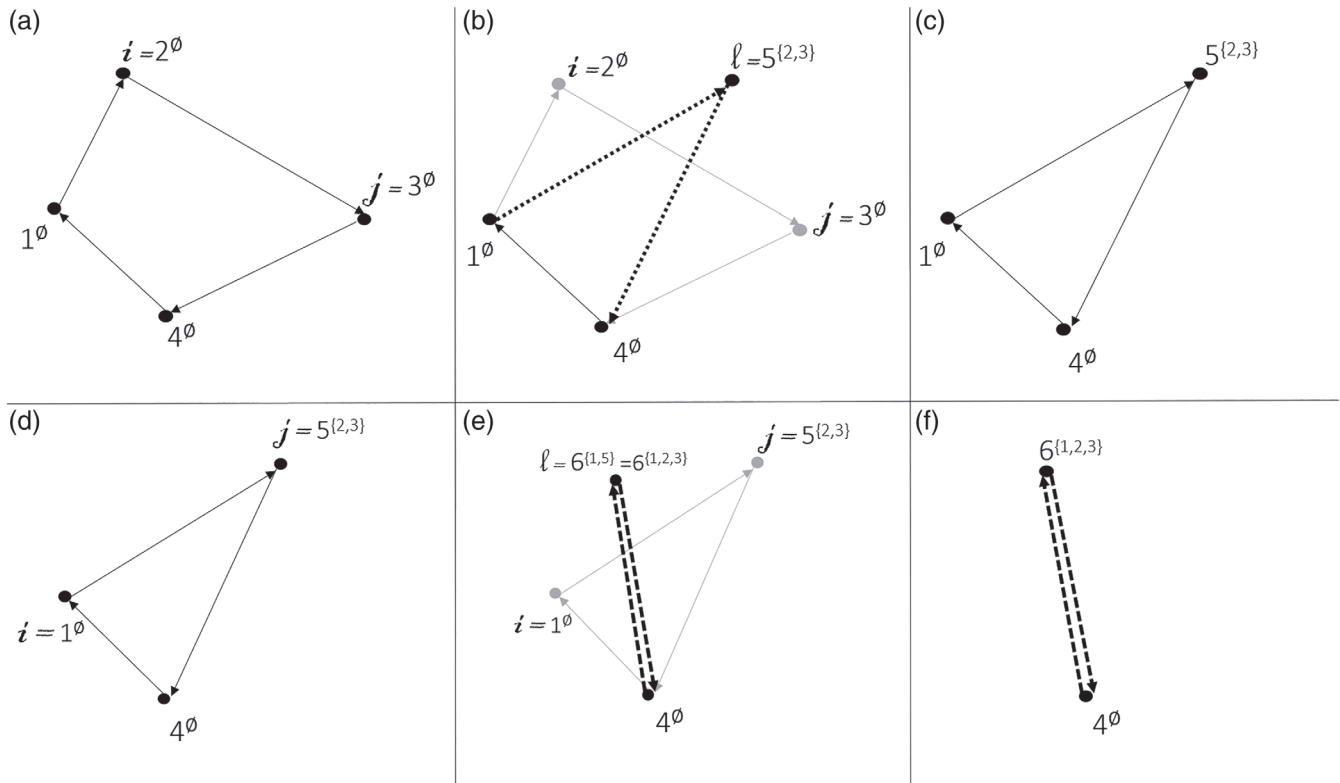 (a)
i = 2^∅
j = 3^∅
1^∅
4^∅
(b)
ℓ = 5^{2,3}
i = 2^∅
j = 3^∅
1^∅
4^∅
(c)
5^{2,3}
1^∅
4^∅
(d)
j = 5^{2,3}
i = 1^∅
4^∅
(e)
j = 5^{2,3}
ℓ = 6^{1,5} = 6^{1,2,3}
i = 1^∅
4^∅
(f)
6^{1,2,3}
4^∅